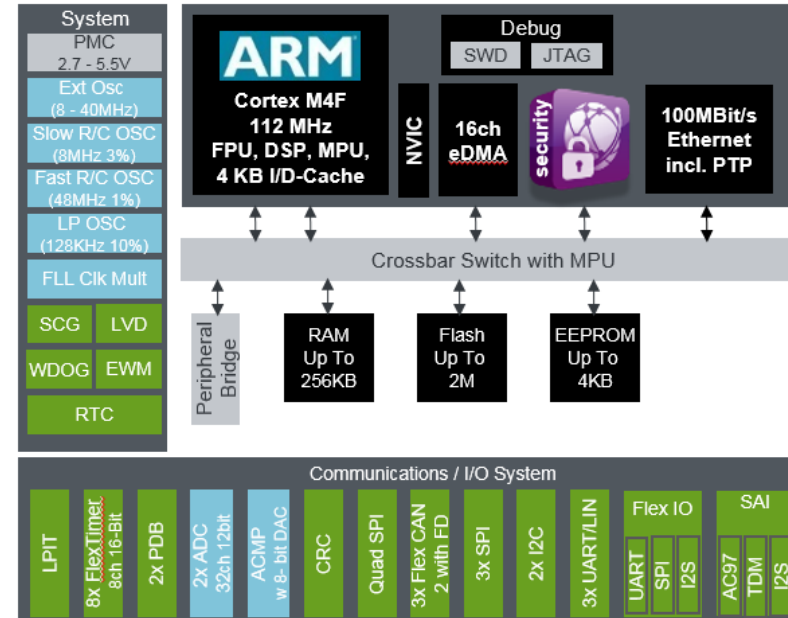 System
PMC
2.7 - 5.5V
Ext Osc
(8 - 40MHz)
Slow R/C OSC
(8MHz 3%)
Fast R/C OSC
(48MHz 1%)
LP OSC
(128KHz 10%)
FLL Clk Mult
SCG
LVD
WDOG
EWM
RTC
ARM
Cortex M4F
112 MHz
FPU, DSP, MPU,
4 KB I/D-Cache
NVIC
Debug
SWD
JTAG
16ch
eDMA
security
100MBit/s
Ethernet
incl. PTP
Crossbar Switch with MPU
Peripheral
Bridge
RAM
Up To
256KB
Flash
Up To
2M
EEPROM
Up To
4KB
Communications / I/O System
LPIT
8x FlexTimer
8ch 16-Bit
2x PDB
2x ADC
32ch 12bit
ACMP
w 8- bit DAC
CRC
Quad SPI
3x Flex CAN
2 with FD
3x SPI
2x I2C
3x UART/LIN
Flex IO
UART
SPI
I2S
SAI
AC97
TDM
I2S